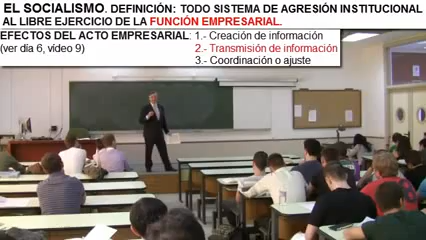 EL SOCIALISMO. DEFINICIÓN: TODO SISTEMA DE AGRESIÓN INSTITUCIONAL
AL LIBRE EJERCICIO DE LA FUNCIÓN EMPRESARIAL.
EFECTOS DEL ACTO EMPRESARIAL: 1.- Creación de información
(ver día 6, vídeo 9) 2.- Transmisión de información
3.- Coordinación o ajuste